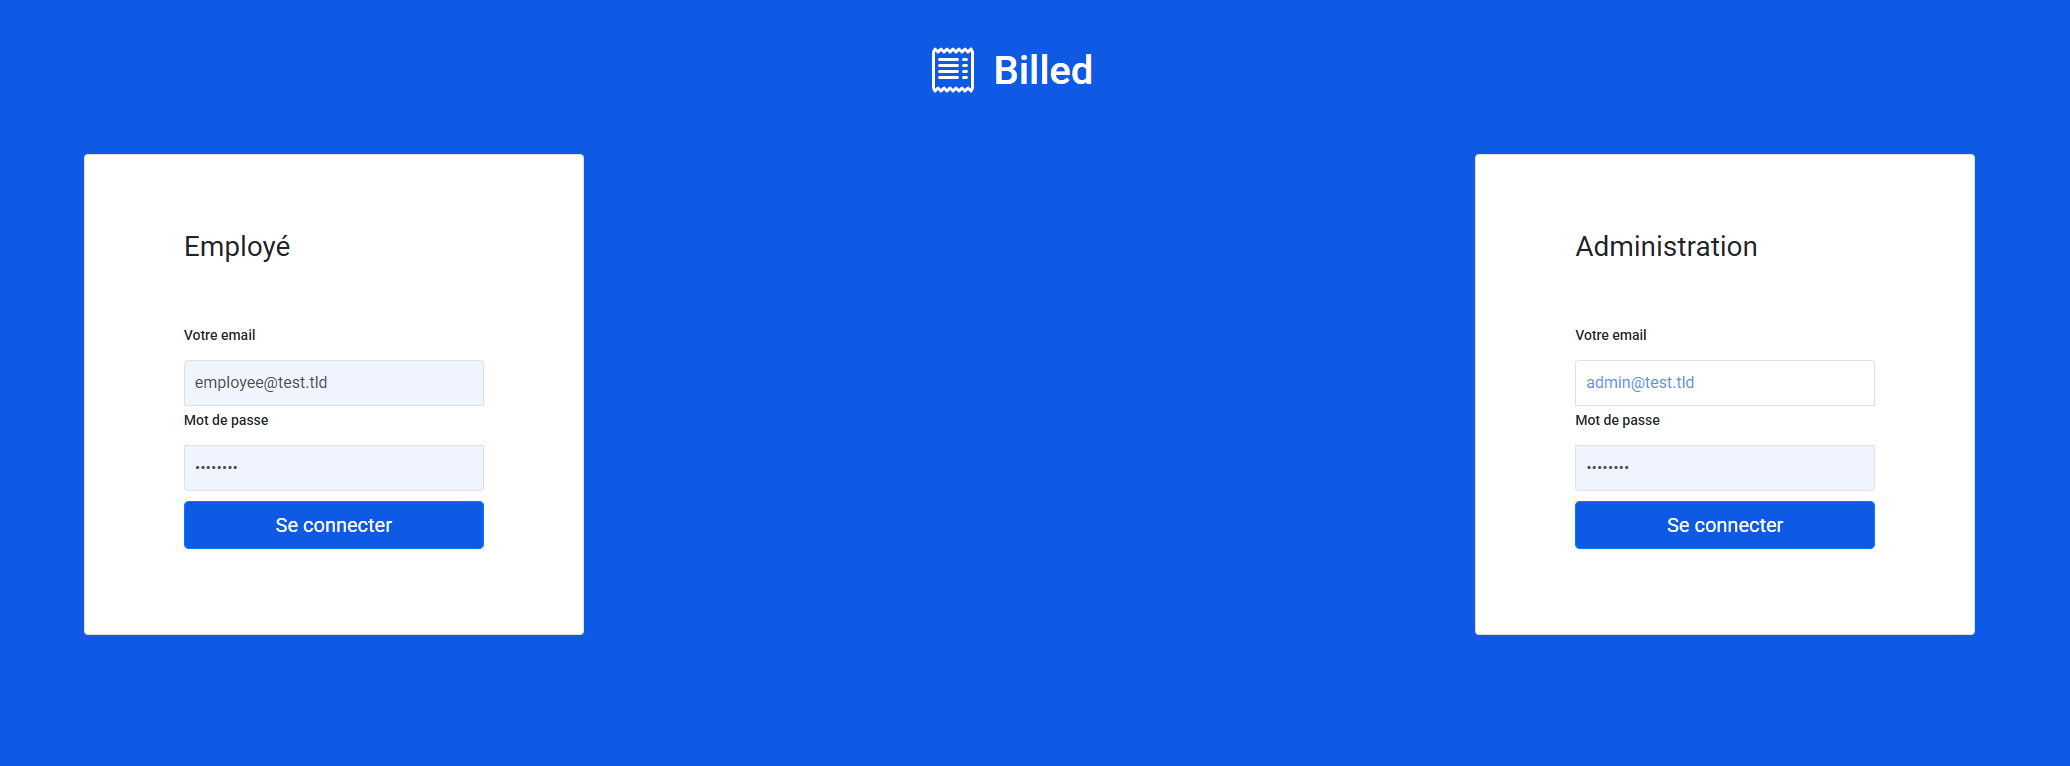 Billed
Employé
Votre email
employee@test.tld
Mot de passe
••••••••
Se connecter
Administration
Votre email
admin@test.tld
Mot de passe
••••••••
Se connecter